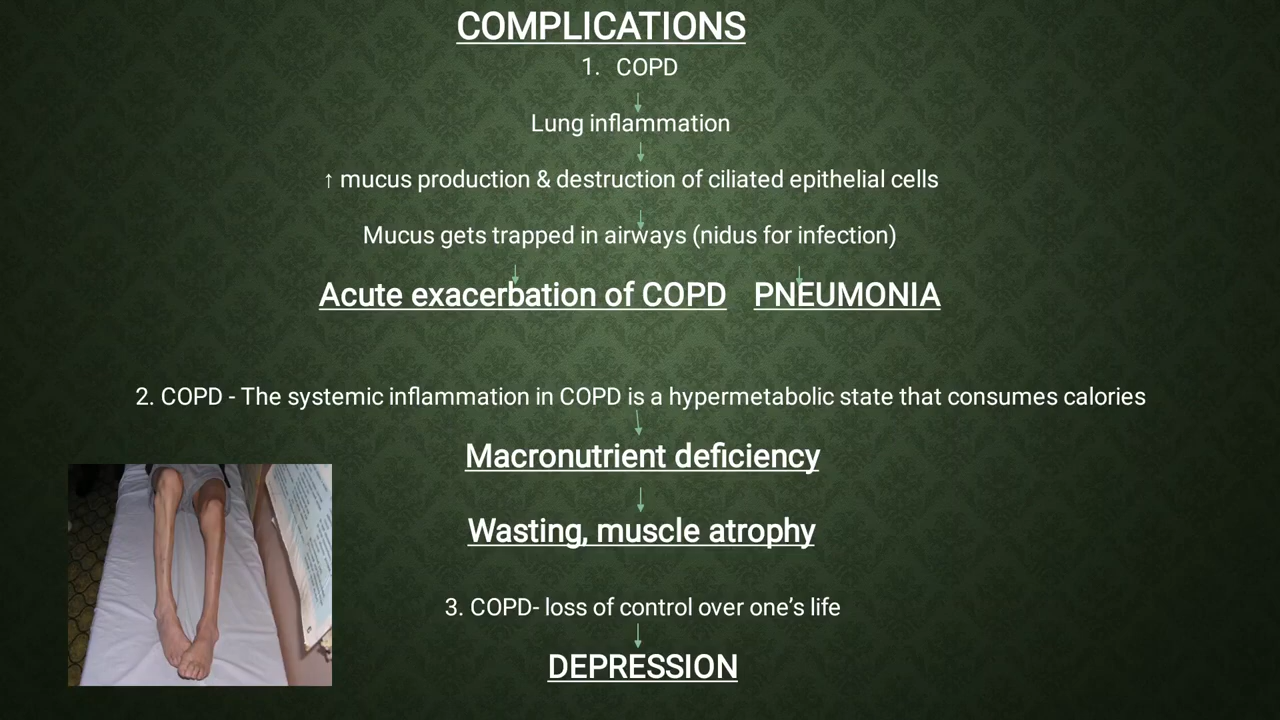 COMPLICATIONS
1. COPD
Lung inflammation
↑ mucus production & destruction of ciliated epithelial cells
Mucus gets trapped in airways (nidus for infection)
Acute exacerbation of COPD PNEUMONIA
2. COPD - The systemic inflammation in COPD is a hypermetabolic state that consumes calories
Macronutrient deficiency
Wasting, muscle atrophy
3. COPD- loss of control over one’s life
DEPRESSION